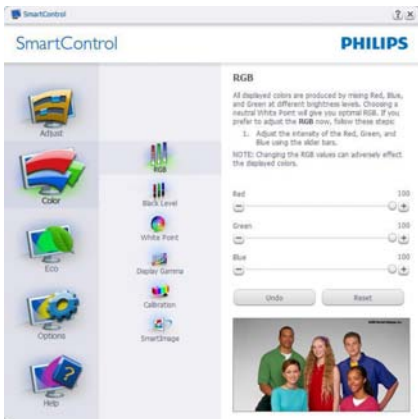 SmartControl
SmartControl
PHILIPS
Adjust
Color
Eco
Options
Help
RGB
Black Level
White Point
Display Gamma
Calibration
SmartImage
RGB
All displayed colors are produced by mixing Red, Blue,
and Green at different brightness levels. Choosing a
neutral White Point will give you optimal RGB. If you
prefer to adjust the RGB now, follow these steps:
1. Adjust the intensity of the Red, Green, and
Blue using the slider bars.
NOTE: Changing the RGB values can adversely effect
the displayed colors.
Red 100
Green 100
Blue 100
Undo Reset